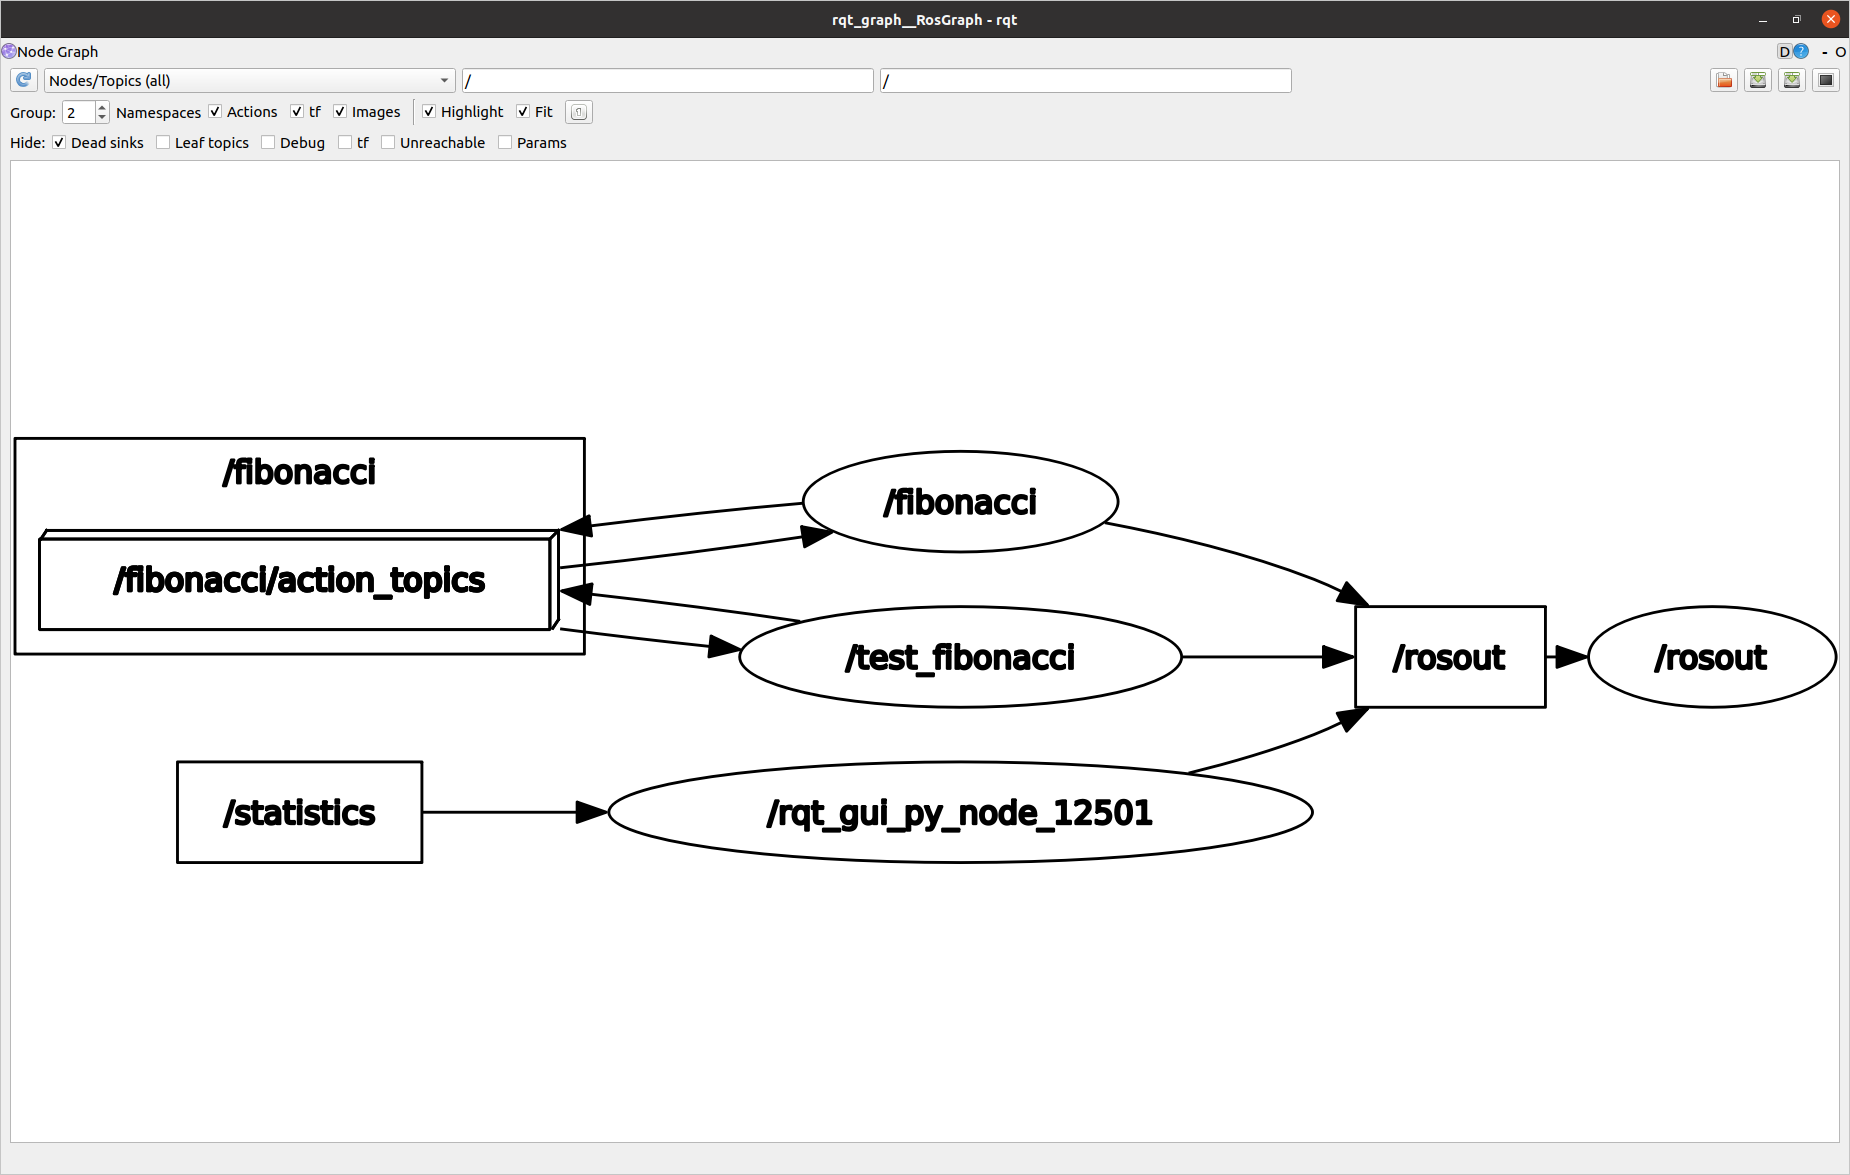 rqt_graph__RosGraph - rqt
Node Graph
D ? - O
Nodes/Topics (all) / /
Group: 2 Namespaces Actions tf Images Highlight Fit
Hide: Dead sinks Leaf topics Debug tf Unreachable Params
/fibonacci
/fibonacci/action_topics
/fibonacci
/test_fibonacci
/rosout
/rosout
/statistics
/rqt_gui_py_node_12501